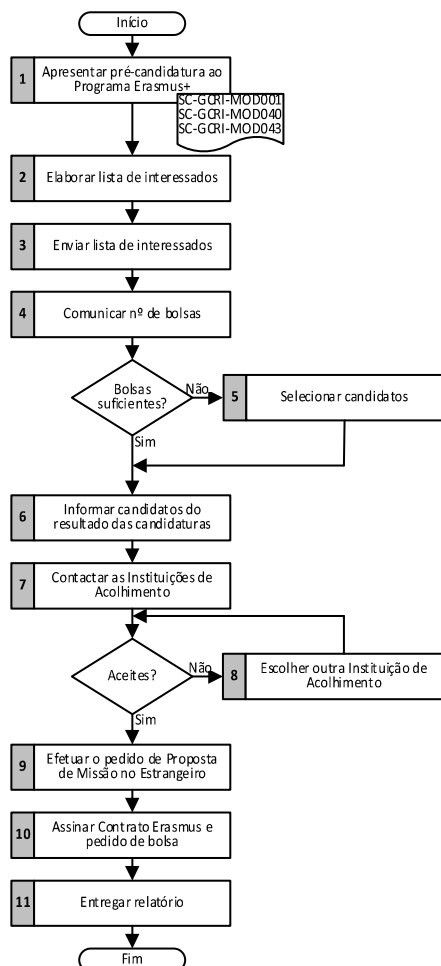 Início
1
Apresentar pré-candidatura ao
Programa Erasmus+
SC-GCRI-MOD001
SC-GCRI-MOD040
SC-GCRI-MOD043
2
Elaborar lista de interessados
3
Enviar lista de interessados
4
Comunicar nº de bolsas
Bolsas
suficientes?
Não
5
Selecionar candidatos
Sim
6
Informar candidatos do
resultado das candidaturas
7
Contactar as Instituições de
Acolhimento
Aceites?
Não
8
Escolher outra Instituição de
Acolhimento
Sim
9
Efetuar o pedido de Proposta
de Missão no Estrangeiro
10
Assinar Contrato Erasmus e
pedido de bolsa
11
Entregar relatório
Fim